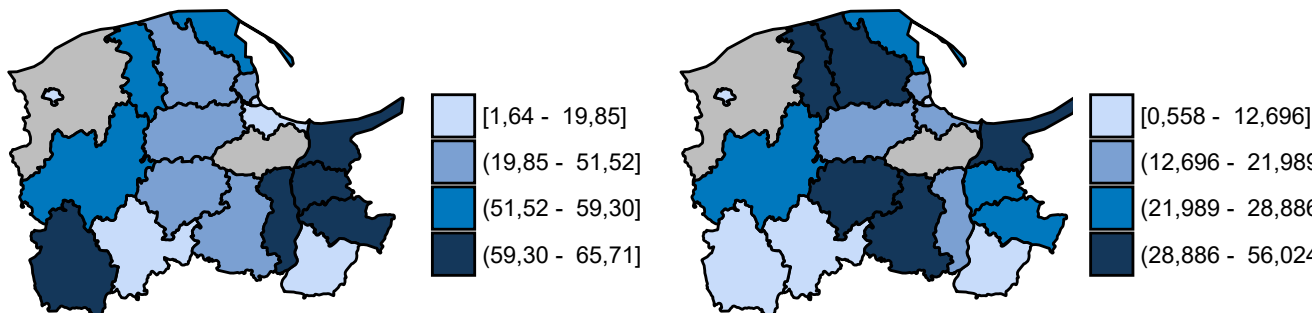 [1,64 - 19,85]
(19,85 - 51,52]
(51,52 - 59,30]
(59,30 - 65,71]
[0,558 - 12,696]
(12,696 - 21,989
(21,989 - 28,886
(28,886 - 56,024